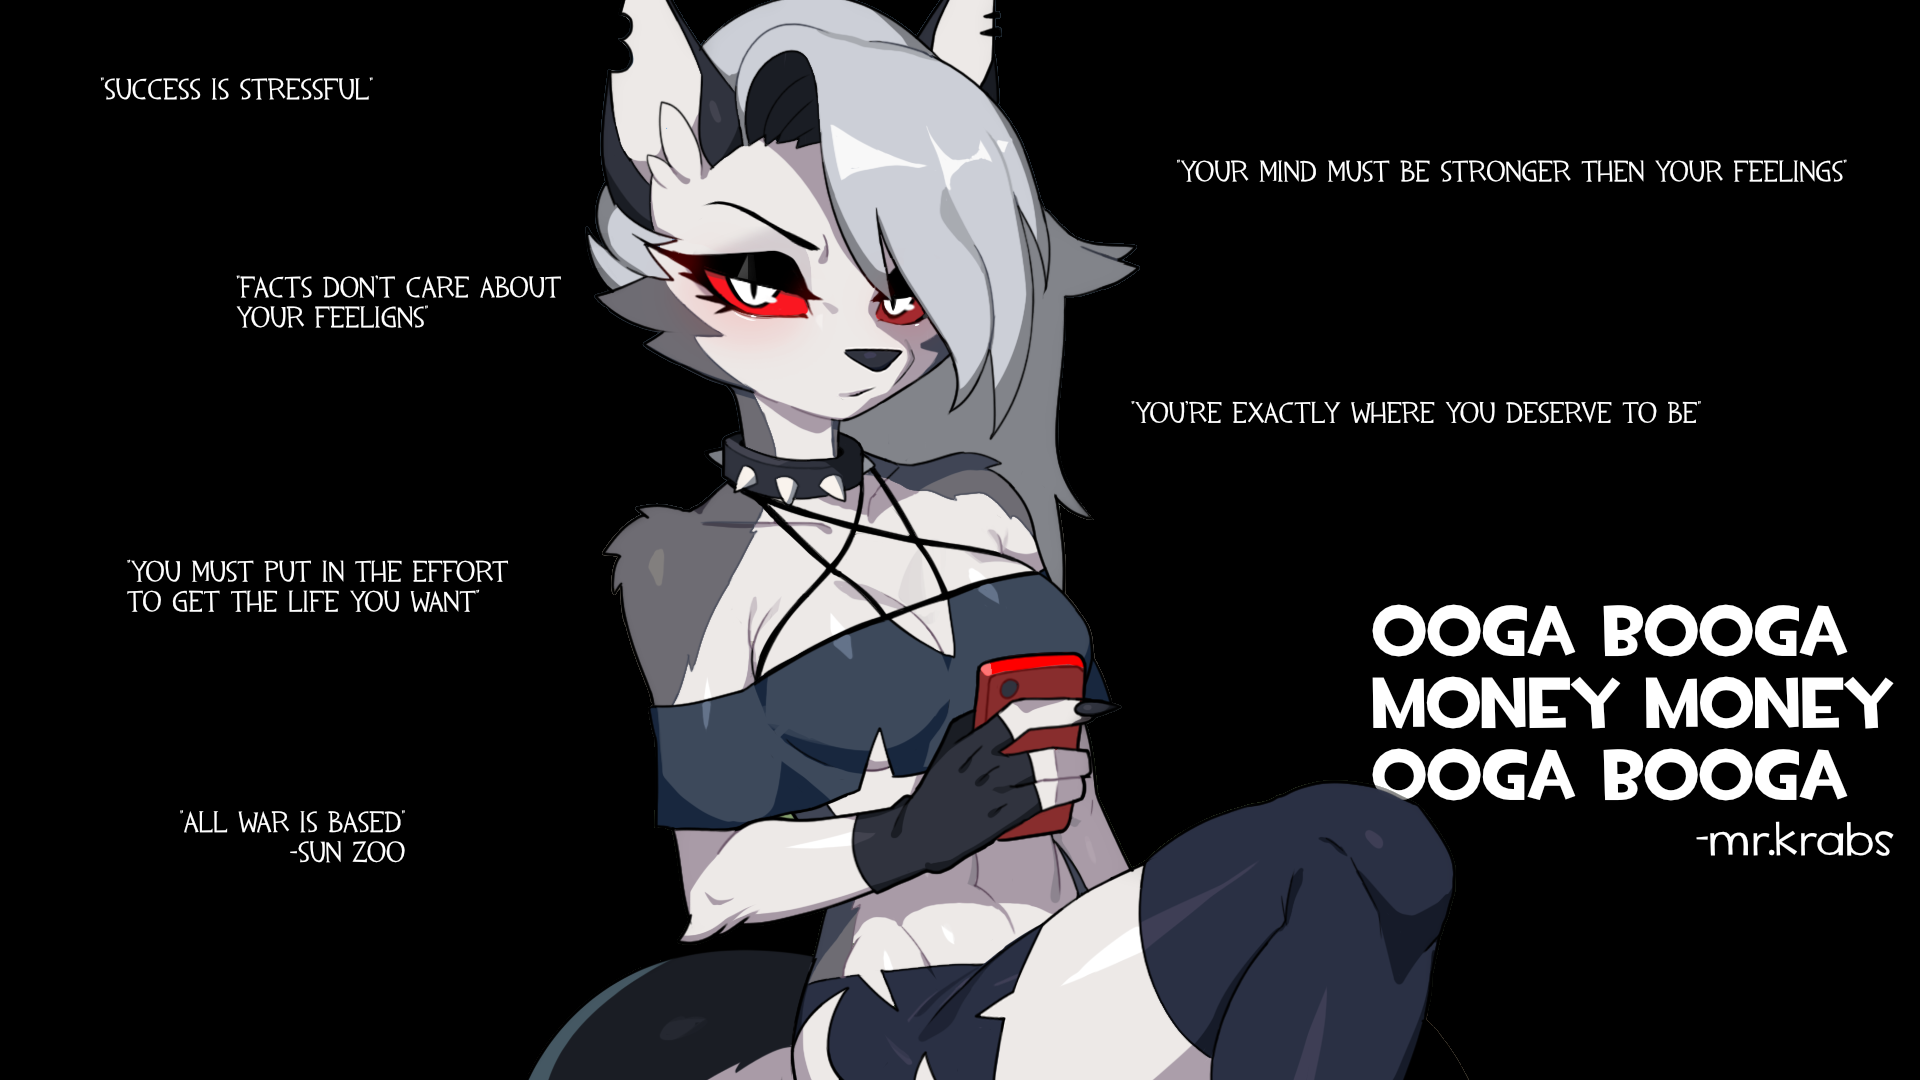 "SUCCESS IS STRESSFUL"
"YOUR MIND MUST BE STRONGER THEN YOUR FEELINGS"
"FACTS DON'T CARE ABOUT
YOUR FEELIGNS"
"YOU'RE EXACTLY WHERE YOU DESERVE TO BE"
"YOU MUST PUT IN THE EFFORT
TO GET THE LIFE YOU WANT"
OOGA BOOGA
MONEY MONEY
OOGA BOOGA
-mr.krabs
"ALL WAR IS BASED"
-SUN ZOO